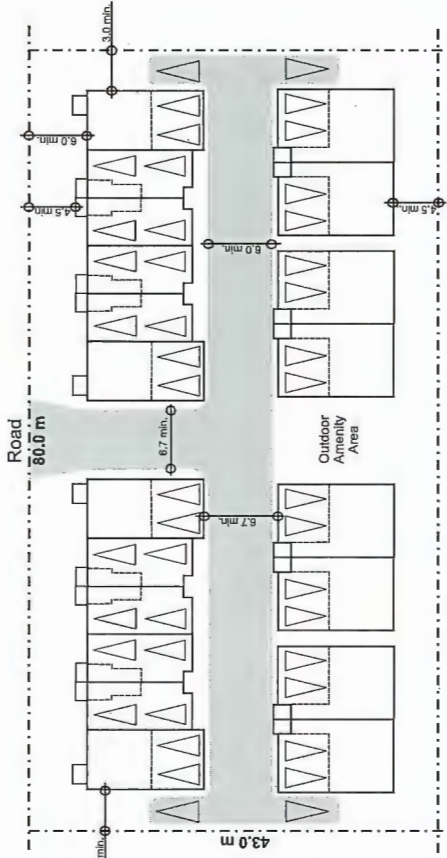 Road
80.0 m
3.0 min.
6.0 min.
4.5 min.
6.0 min.
6.7 min.
6.7 min.
Outdoor
Amenity
Area
4.5 min.
min.
43.0 m